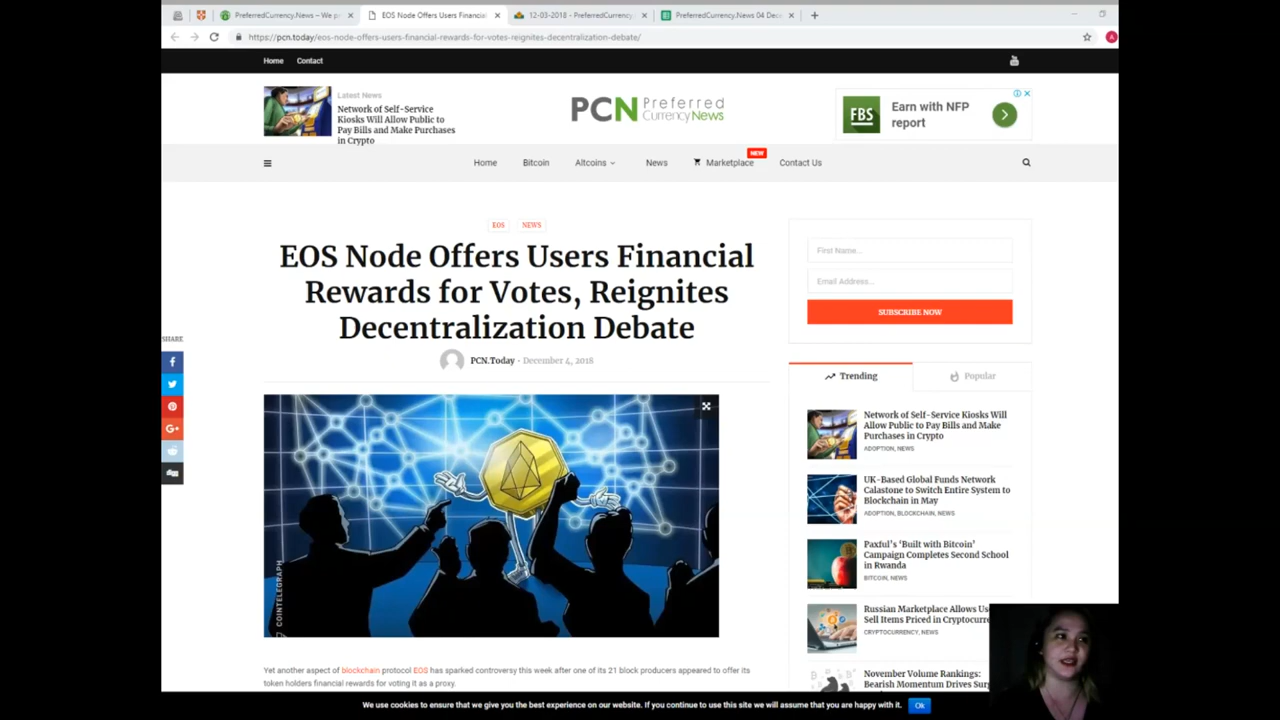 PreferredCurrency.News – We p
EOS Node Offers Users Financial
12-03-2018 - PreferredCurrency.
PreferredCurrency.News 04 Dece
https://pcn.today/eos-node-offers-users-financial-rewards-for-votes-reignites-decentralization-debate/
A
Home Contact
Latest News
Network of Self-Service
Kiosks Will Allow Public to
Pay Bills and Make Purchases
in Crypto
PCN Preferred
CurrencyNews
FBS
Earn with NFP
report
NEW
Home Bitcoin Altcoins News Marketplace Contact Us
EOS NEWS
EOS Node Offers Users Financial
Rewards for Votes, Reignites
Decentralization Debate
PCN.Today - December 4, 2018
SHARE
COINTELEGRAPH
Yet another aspect of blockchain protocol EOS has sparked controversy this week after one of its 21 block producers appeared to offer its
token holders financial rewards for voting it as a proxy.
First Name...
Email Address...
SUBSCRIBE NOW
Trending Popular
Network of Self-Service Kiosks Will
Allow Public to Pay Bills and Make
Purchases in Crypto
ADOPTION, NEWS
UK-Based Global Funds Network
Calastone to Switch Entire System to
Blockchain in May
ADOPTION, BLOCKCHAIN, NEWS
Paxful's 'Built with Bitcoin'
Campaign Completes Second School
in Rwanda
BITCOIN, NEWS
Russian Marketplace Allows Us
Sell Items Priced in Cryptocurre
CRYPTOCURRENCY, NEWS
November Volume Rankings:
Bearish Momentum Drives Sur
We use cookies to ensure that we give you the best experience on our website. If you continue to use this site we will assume that you are happy with it. Ok